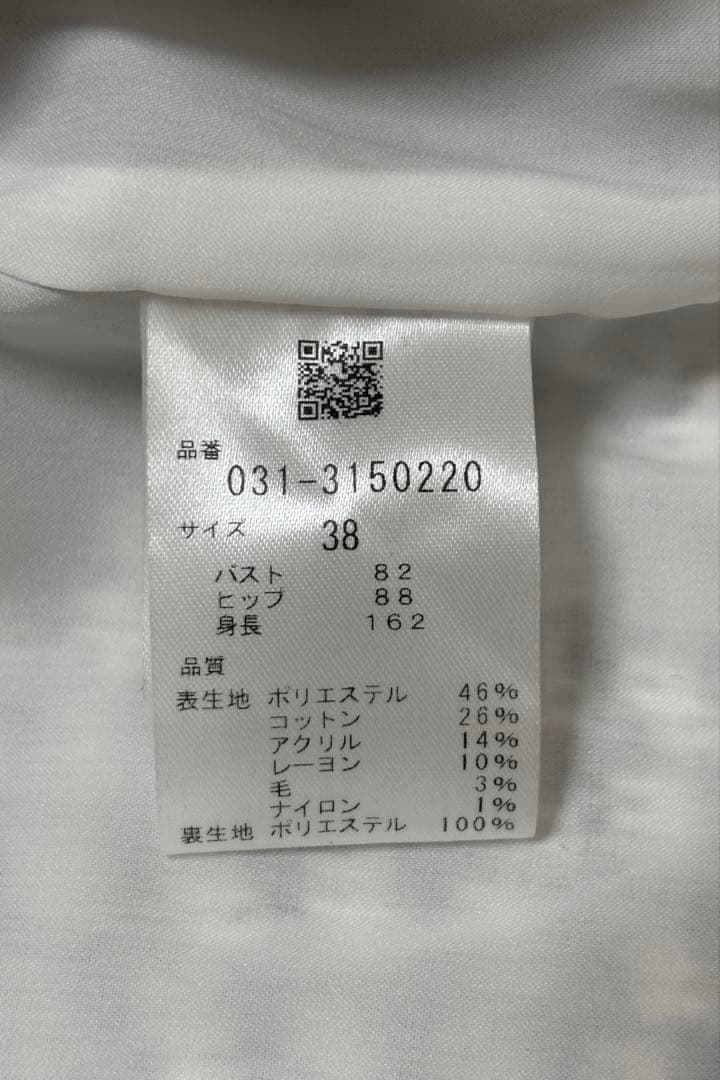 品番
031-3150220
サイズ 38
バスト 82
ヒップ 88
身長 162
品質
表生地 ポリエステル 46%
コットン 26%
アクリル 14%
レーヨン 10%
毛 3%
ナイロン 1%
裏生地 ポリエステル 100%